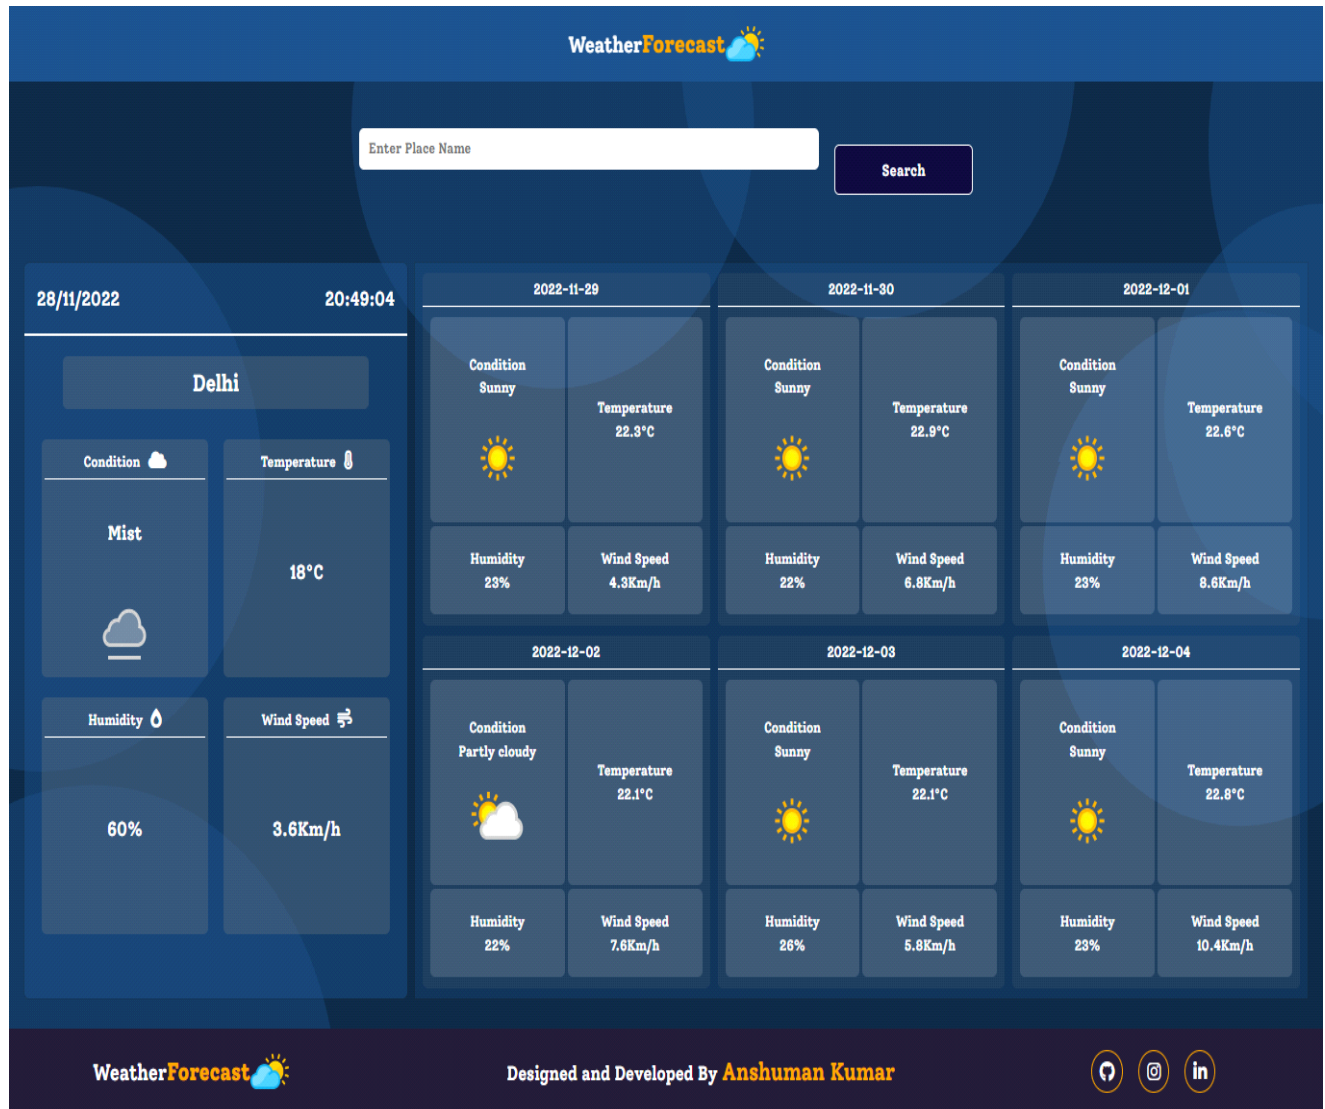 WeatherForecast
Enter Place Name
Search
28/11/2022 20:49:04
Delhi
Condition
Mist
Temperature
18°C
Humidity
60%
Wind Speed
3.6Km/h
2022-11-29
Condition
Sunny
Temperature
22.3°C
Humidity
23%
Wind Speed
4.3Km/h
2022-11-30
Condition
Sunny
Temperature
22.9°C
Humidity
22%
Wind Speed
6.8Km/h
2022-12-01
Condition
Sunny
Temperature
22.6°C
Humidity
23%
Wind Speed
8.6Km/h
2022-12-02
Condition
Partly cloudy
Temperature
22.1°C
Humidity
22%
Wind Speed
7.6Km/h
2022-12-03
Condition
Sunny
Temperature
22.1°C
Humidity
26%
Wind Speed
5.8Km/h
2022-12-04
Condition
Sunny
Temperature
22.8°C
Humidity
23%
Wind Speed
10.4Km/h
WeatherForecast
Designed and Developed By Anshuman Kumar
in